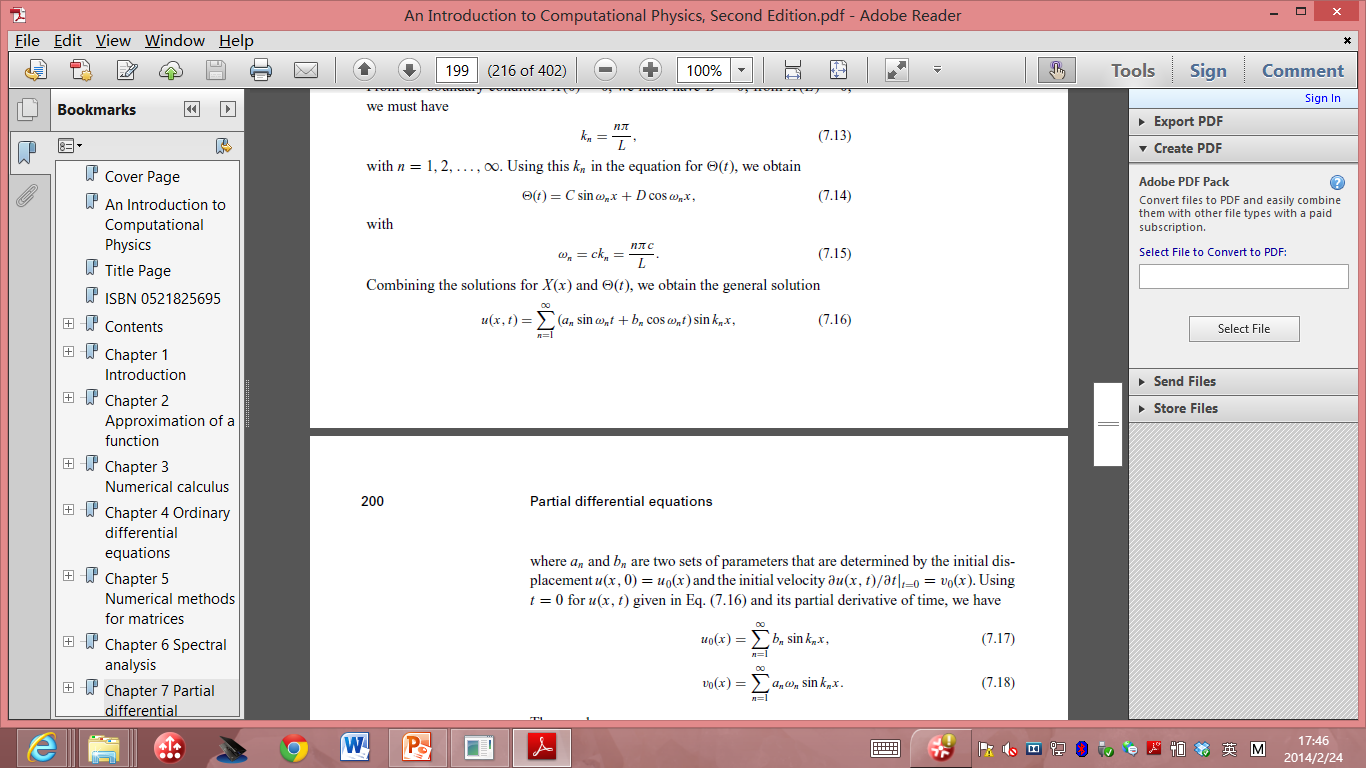 An Introduction to Computational Physics, Second Edition.pdf - Adobe Reader
File Edit View Window Help
199 (216 of 402) 100% Tools Sign Comment
Bookmarks
Cover Page
An Introduction to
Computational
Physics
Title Page
ISBN 0521825695
Contents
Chapter 1
Introduction
Chapter 2
Approximation of a
function
Chapter 3
Numerical calculus
Chapter 4 Ordinary
differential
equations
Chapter 5
Numerical methods
for matrices
Chapter 6 Spectral
analysis
Chapter 7 Partial
differential
we must have
kₙ = nπ/L, (7.13)
with n = 1, 2, . . . , ∞. Using this kₙ in the equation for Θ(t), we obtain
Θ(t) = C sin ωₙx + D cos ωₙx, (7.14)
with
ωₙ = ckₙ = nπc/L. (7.15)
Combining the solutions for X(x) and Θ(t), we obtain the general solution
u(x, t) = ∑_{n=1}^{∞} (aₙ sin ωₙt + bₙ cos ωₙt) sin kₙx, (7.16)
200 Partial differential equations
where aₙ and bₙ are two sets of parameters that are determined by the initial dis-
placement u(x, 0) = u₀(x) and the initial velocity ∂u(x, t)/∂t|ₜ₌₀ = v₀(x). Using
t = 0 for u(x, t) given in Eq. (7.16) and its partial derivative of time, we have
u₀(x) = ∑_{n=1}^{∞} bₙ sin kₙx, (7.17)
v₀(x) = ∑_{n=1}^{∞} aₙωₙ sin kₙx. (7.18)
Sign In
Export PDF
Create PDF
Adobe PDF Pack
Convert files to PDF and easily combine
them with other file types with a paid
subscription.
Select File to Convert to PDF:
Select File
Send Files
Store Files
英 M
17:46
2014/2/24